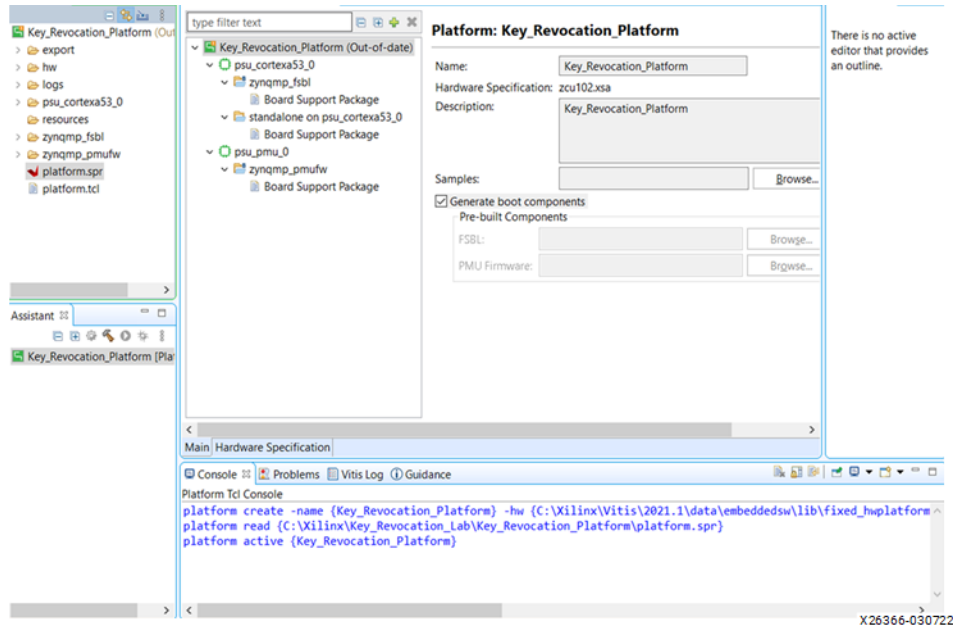 Key_Revocation_Platform (Out
export
hw
logs
psu_cortexa53_0
resources
zynqmp_fsbl
zynqmp_pmufw
platform.spr
platform.tcl
Assistant
Key_Revocation_Platform [Pla
type filter text
Key_Revocation_Platform (Out-of-date)
psu_cortexa53_0
zynqmp_fsbl
Board Support Package
standalone on psu_cortexa53_0
Board Support Package
psu_pmu_0
zynqmp_pmufw
Board Support Package
Platform: Key_Revocation_Platform
Name: Key_Revocation_Platform
Hardware Specification: zcu102.xsa
Description: Key_Revocation_Platform
Samples: Browse...
Generate boot components
Pre-built Components
FSBL: Browse...
PMU Firmware: Browse...
Main Hardware Specification
There is no active
editor that provides
an outline.
Console Problems Vitis Log Guidance
Platform Tcl Console
platform create -name {Key_Revocation_Platform} -hw {C:\Xilinx\Vitis\2021.1\data\embeddedsw\lib\fixed_hwplatform
platform read {C:\Xilinx\Key_Revocation_Lab\Key_Revocation_Platform\platform.spr}
platform active {Key_Revocation_Platform}
X26366-030722